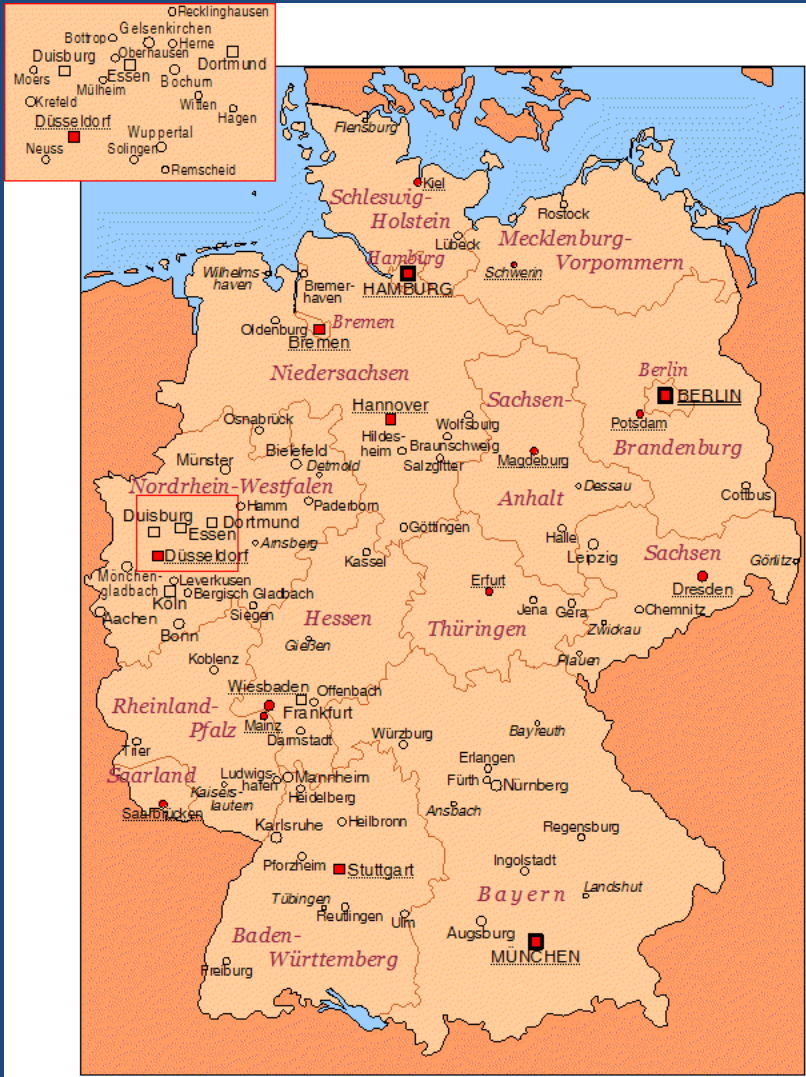 Recklinghausen
Gelsenkirchen
Bottrop
Herne
Oberhausen
Duisburg
Dortmund
Essen
Moers
Mülheim
Bochum
Krefeld
Witten
Hagen
Düsseldorf
Wuppertal
Neuss
Solingen
Remscheid
Flensburg
Kiel
Schleswig-
Holstein
Rostock
Lübeck
Mecklenburg-
Vorpommern
Hamburg
Schwerin
Wilhelms
haven
Bremer-
haven
HAMBURG
Oldenburg
Bremen
Bremen
Niedersachsen
Berlin
BERLIN
Sachsen-
Hannover
Potsdam
Osnabrück
Wolfsburg
Hildes-
heim
Braunschweig
Salzgitter
Brandenburg
Bielefeld
Detmold
Münster
Magdeburg
Nordrhein-Westfalen
Anhalt
Dessau
Cottbus
Hamm
Paderborn
Duisburg
Dortmund
Essen
Göttingen
Halle
Arnsberg
Leipzig
Düsseldorf
Kassel
Sachsen
Görlitz
Mönchen-
gladbach
Leverkusen
Erfurt
Dresden
Bergisch Gladbach
Köln
Aachen
Siegen
Hessen
Jena
Gera
Chemnitz
Thüringen
Zwickau
Bonn
Gießen
Koblenz
Plauen
Wiesbaden
Offenbach
Rheinland-
Pfalz
Frankfurt
Mainz
Darmstadt
Würzburg
Bayreuth
Trier
Erlangen
Saarland
Ludwigs-
hafen
Mannheim
Fürth
Nürnberg
Kaisers-
lautern
Heidelberg
Saarbrücken
Ansbach
Karlsruhe
Heilbronn
Regensburg
Pforzheim
Stuttgart
Ingolstadt
Bayern
Landshut
Tübingen
Reutlingen
Ulm
Augsburg
Baden-
Württemberg
MÜNCHEN
Freiburg